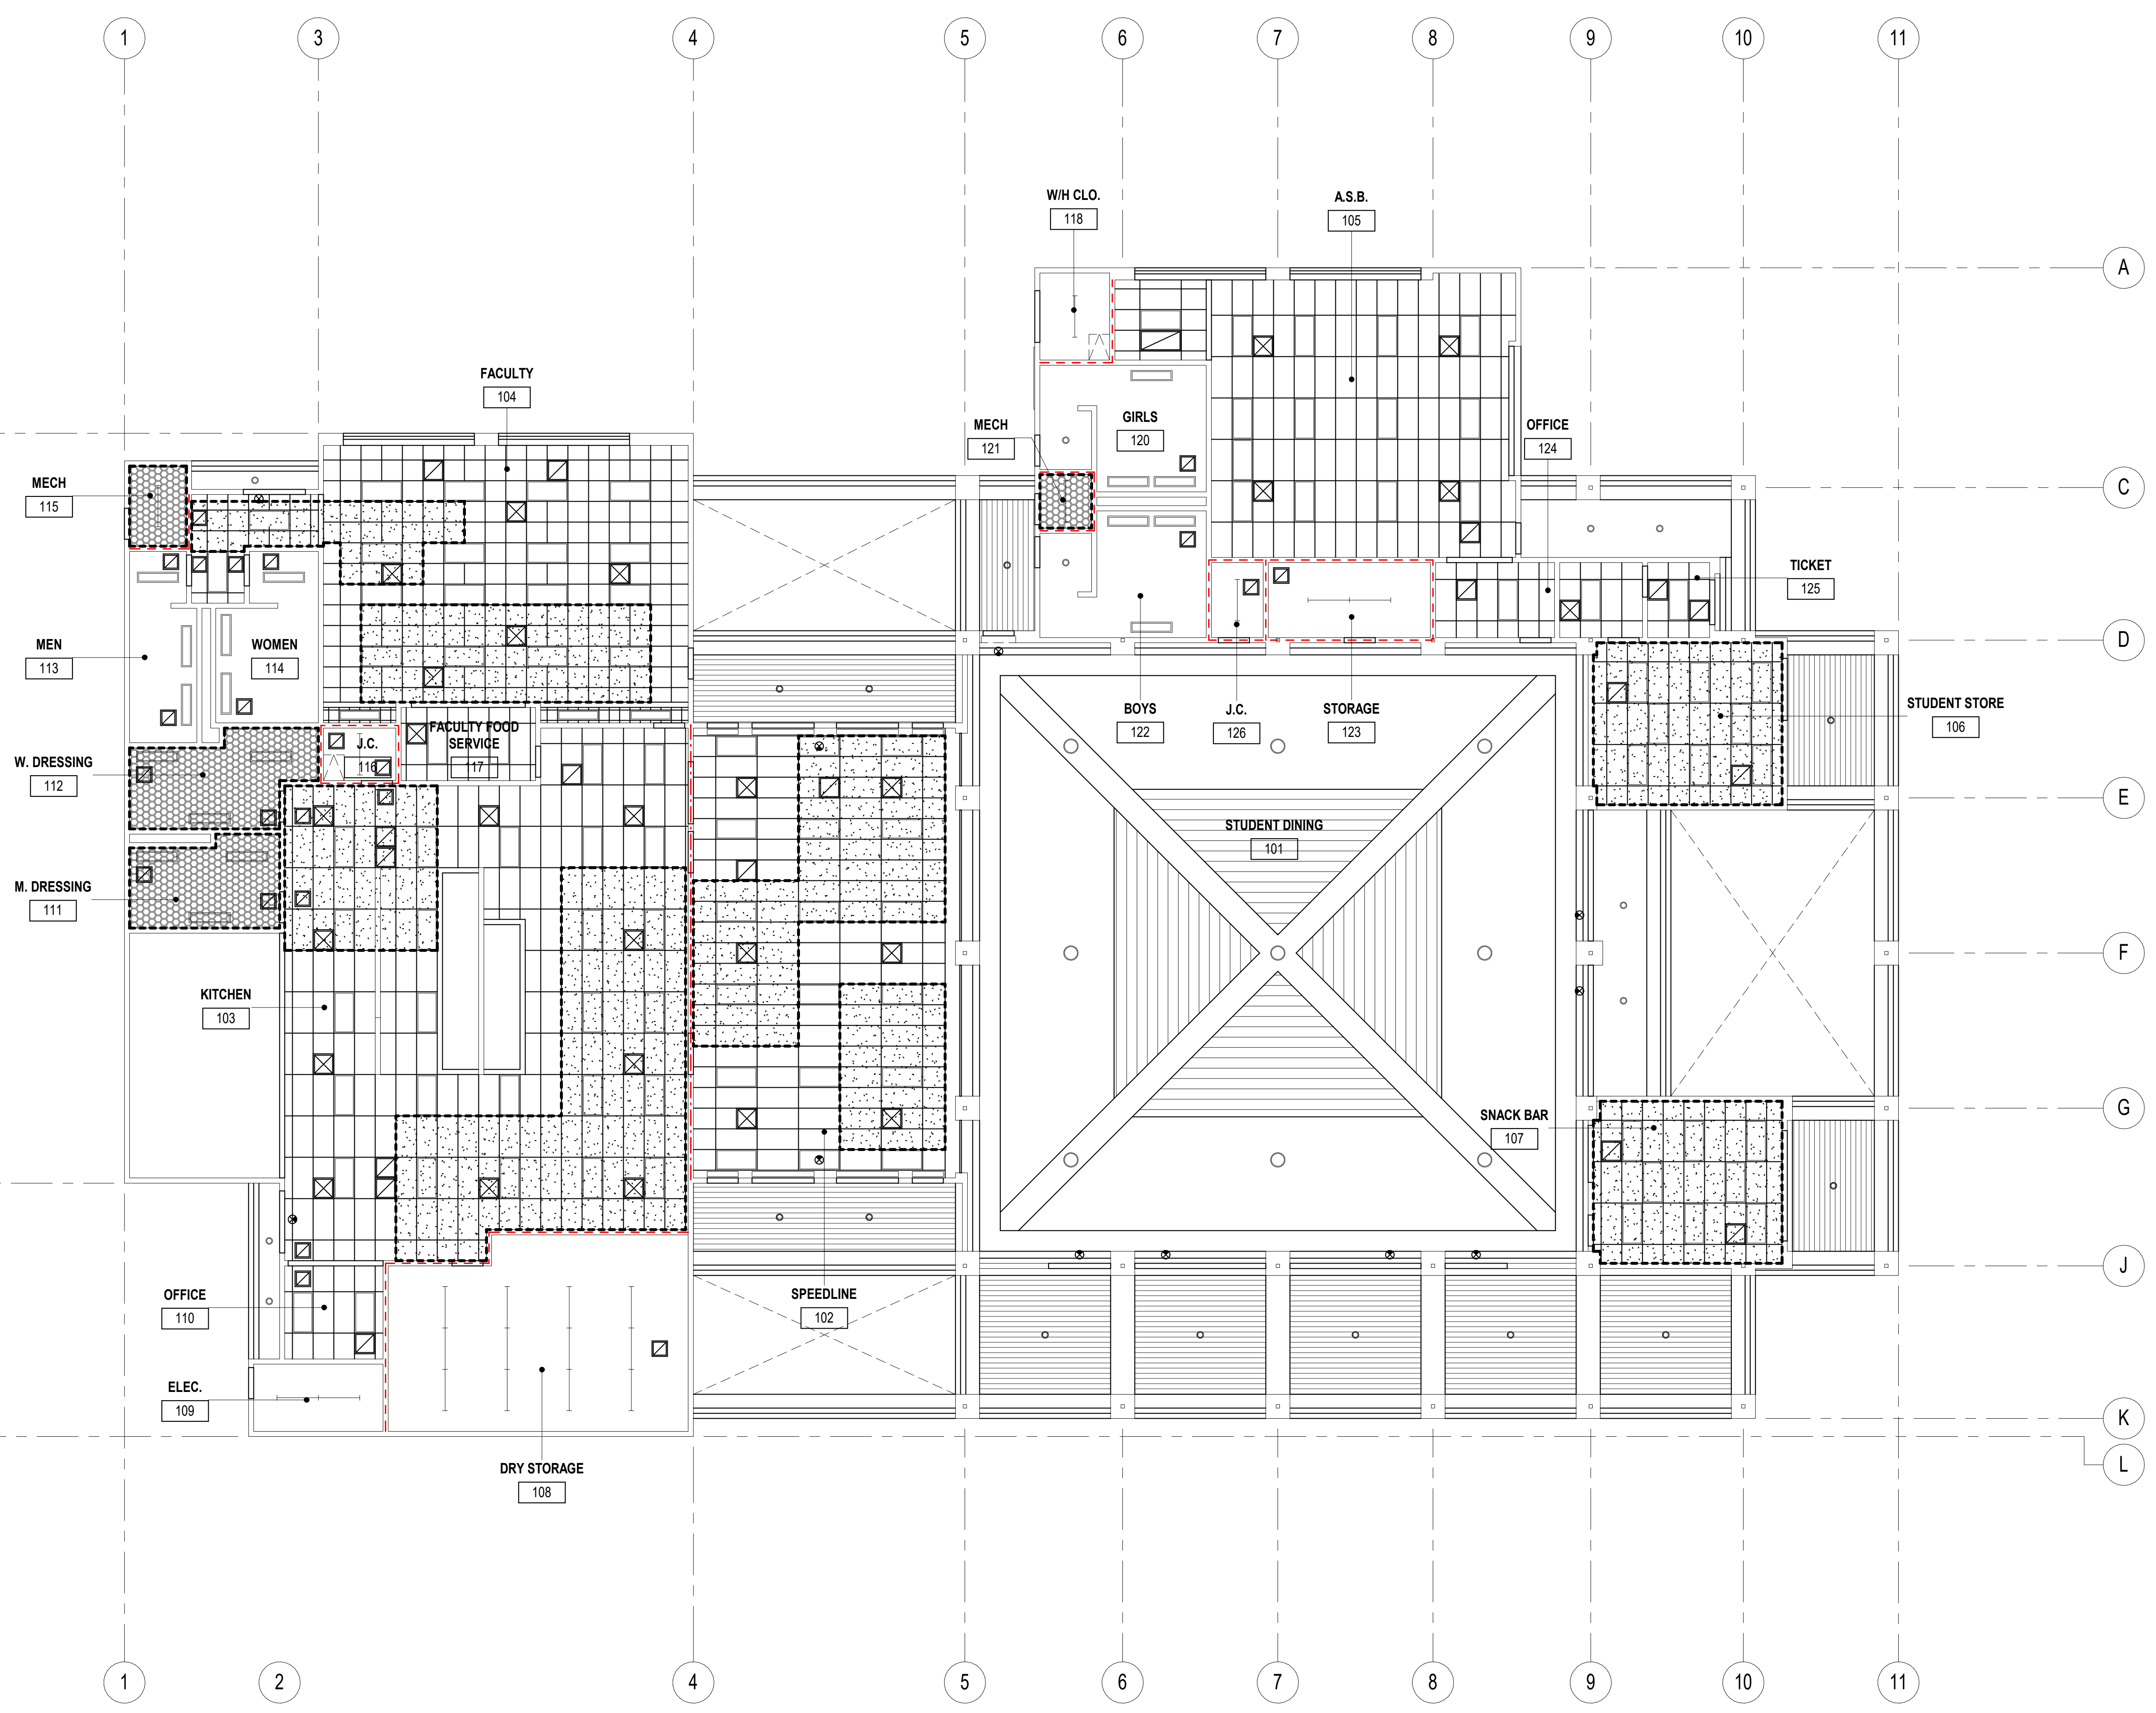 1
3
4
5
6
7
8
9
10
11
W/H CLO.
118
A.S.B.
105
A
FACULTY
104
MECH
121
GIRLS
120
OFFICE
124
MECH
115
C
TICKET
125
MEN
113
WOMEN
114
D
BOYS
122
J.C.
126
STORAGE
123
STUDENT STORE
106
J.C.
116
FACULTY FOOD
SERVICE
117
W. DRESSING
112
E
STUDENT DINING
101
M. DRESSING
111
F
KITCHEN
103
SNACK BAR
107
G
J
OFFICE
110
SPEEDLINE
102
ELEC.
109
K
L
DRY STORAGE
108
1
2
4
5
6
7
8
9
10
11